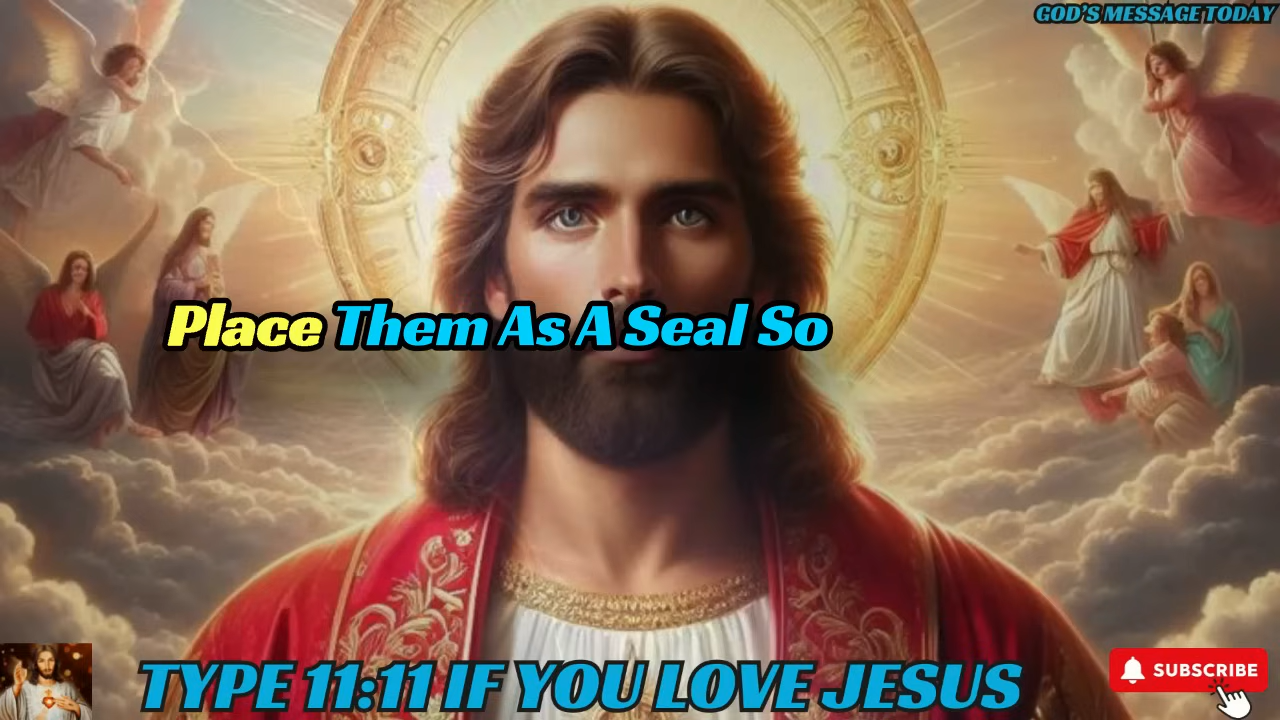 GOD'S MESSAGE TODAY
Place Them As A Seal So
TYPE 11:11 IF YOU LOVE JESUS
SUBSCRIBE